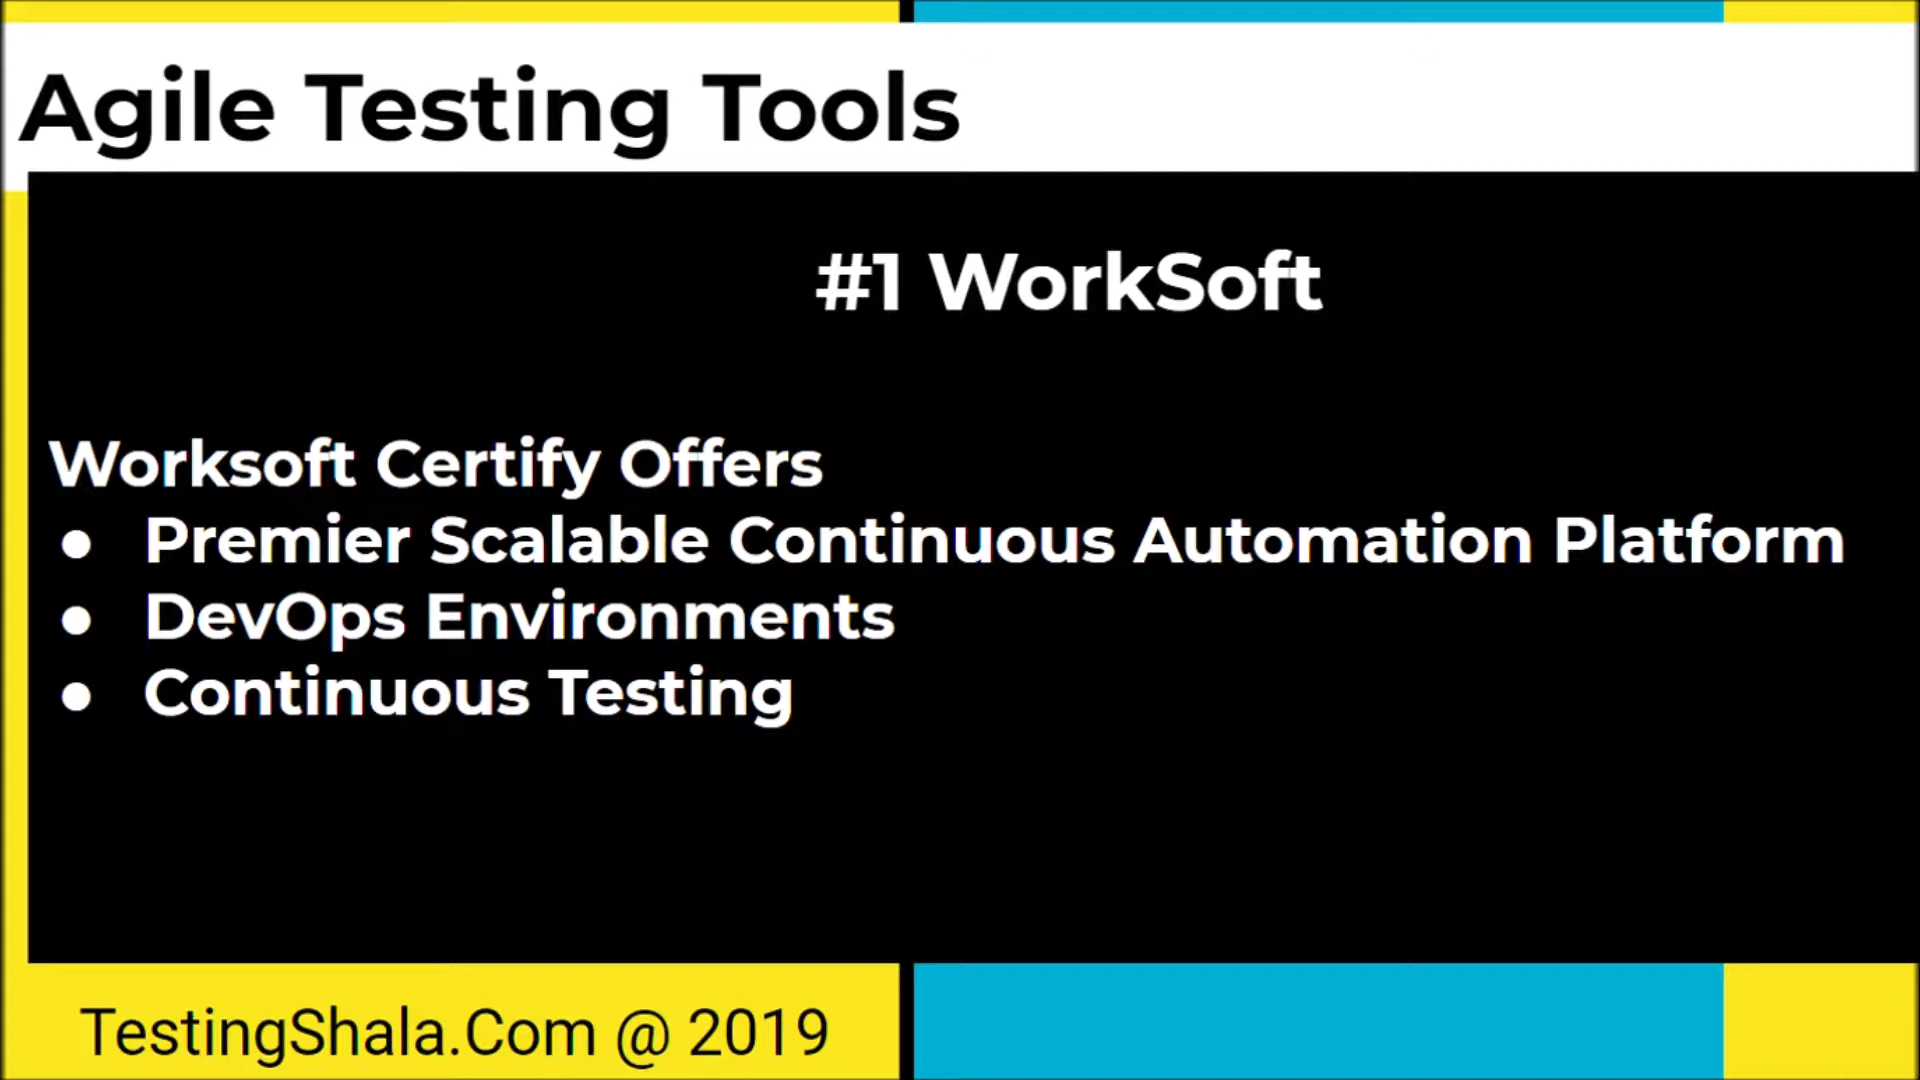 Agile Testing Tools
#1 WorkSoft
Worksoft Certify Offers
● Premier Scalable Continuous Automation Platform
● DevOps Environments
● Continuous Testing
TestingShala.Com @ 2019